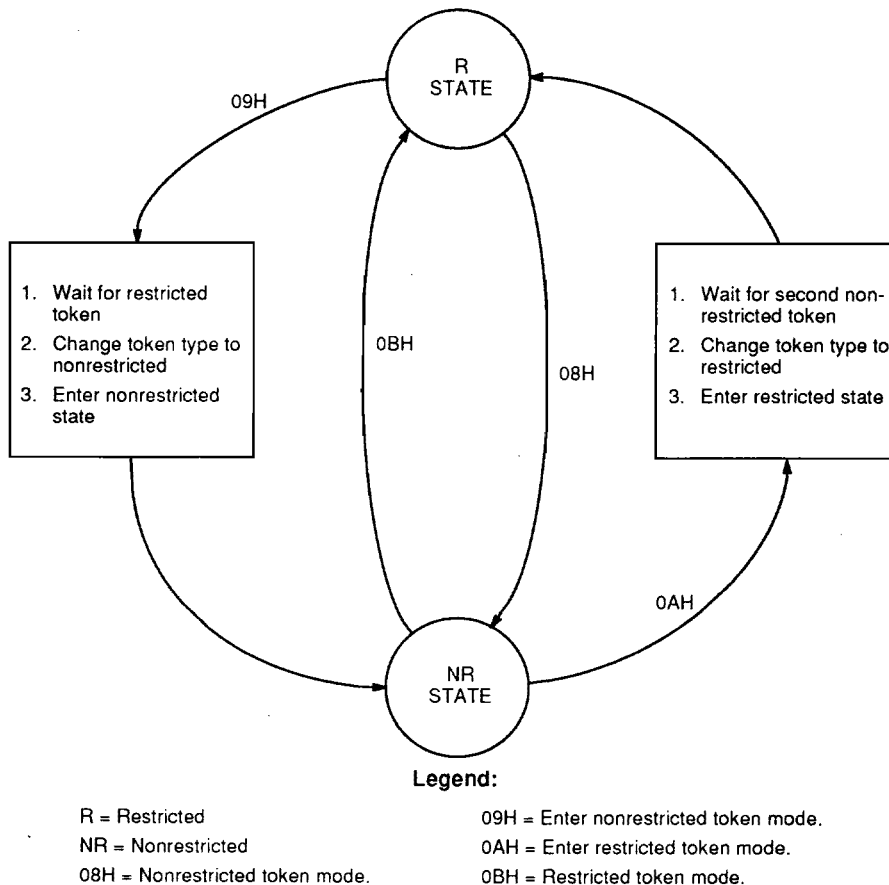 R
STATE
09H
1. Wait for restricted
token
2. Change token type to
nonrestricted
3. Enter nonrestricted
state
0BH
08H
1. Wait for second non-
restricted token
2. Change token type to
restricted
3. Enter restricted state
0AH
NR
STATE
Legend:
R = Restricted
NR = Nonrestricted
08H = Nonrestricted token mode.
09H = Enter nonrestricted token mode.
0AH = Enter restricted token mode.
0BH = Restricted token mode.